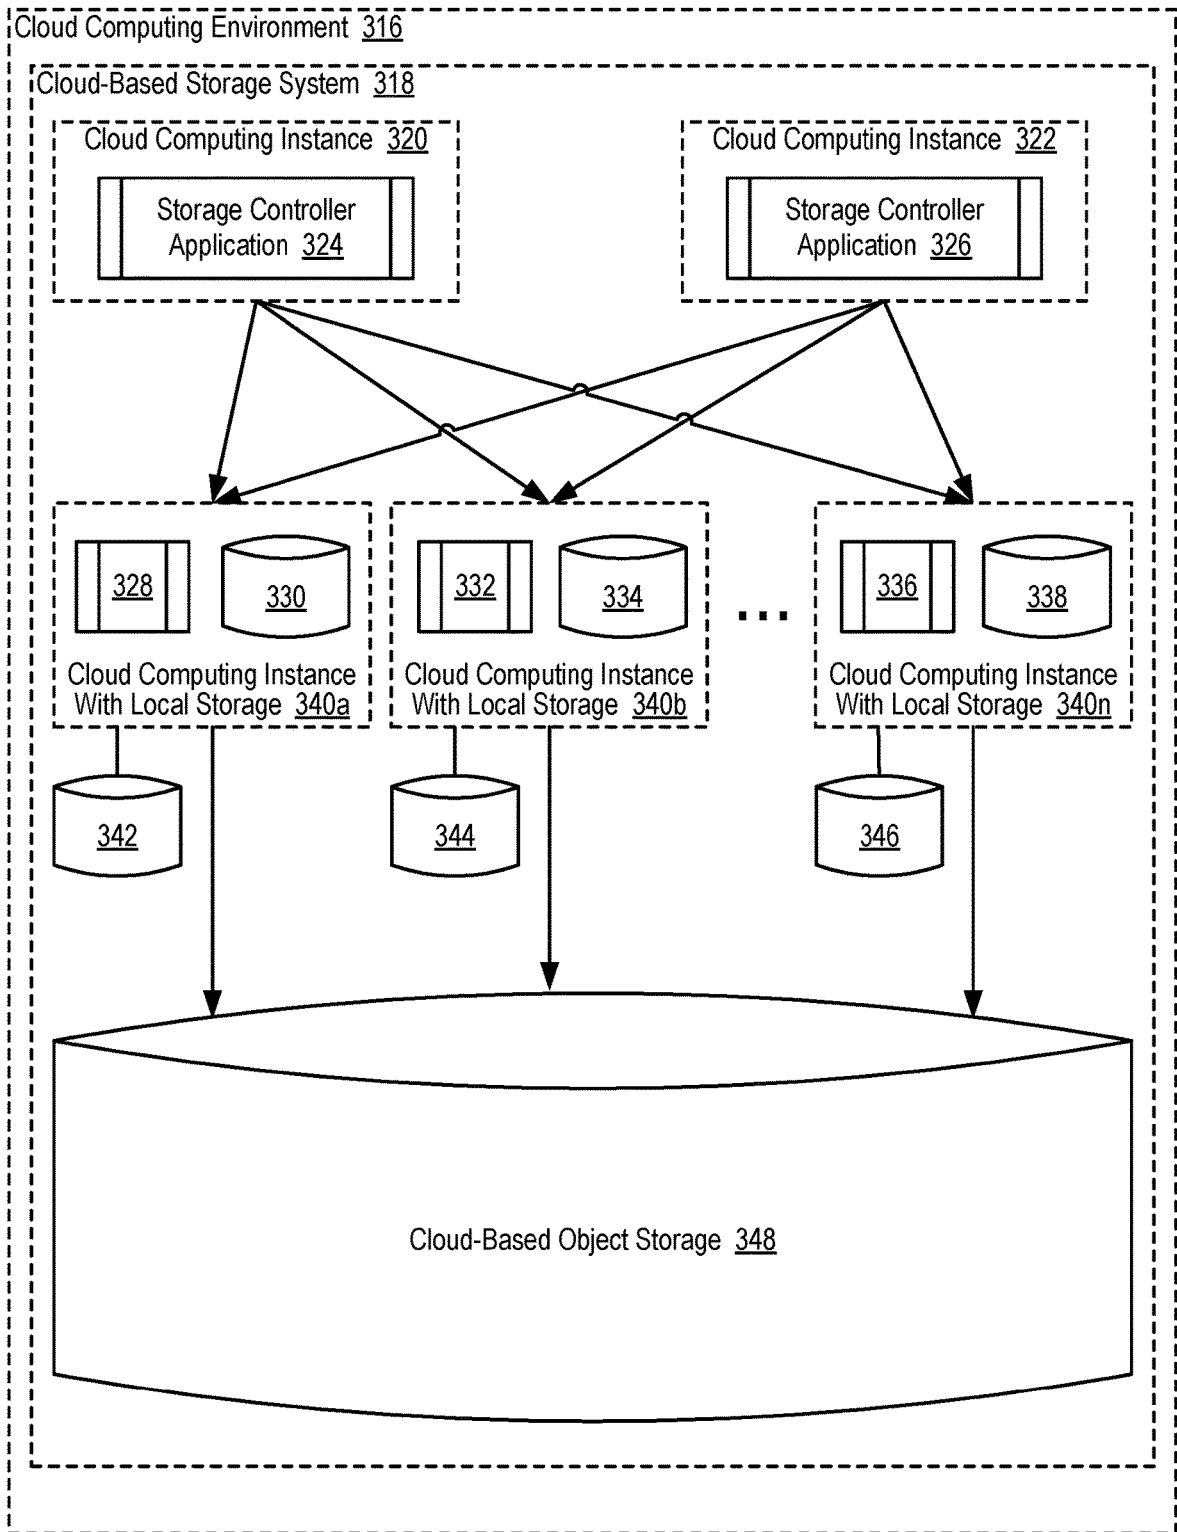 Cloud Computing Environment 316
Cloud-Based Storage System 318
Cloud Computing Instance 320
Storage Controller
Application 324
Cloud Computing Instance 322
Storage Controller
Application 326
328
330
Cloud Computing Instance
With Local Storage 340a
332
334
Cloud Computing Instance
With Local Storage 340b
...
336
338
Cloud Computing Instance
With Local Storage 340n
342
344
346
Cloud-Based Object Storage 348